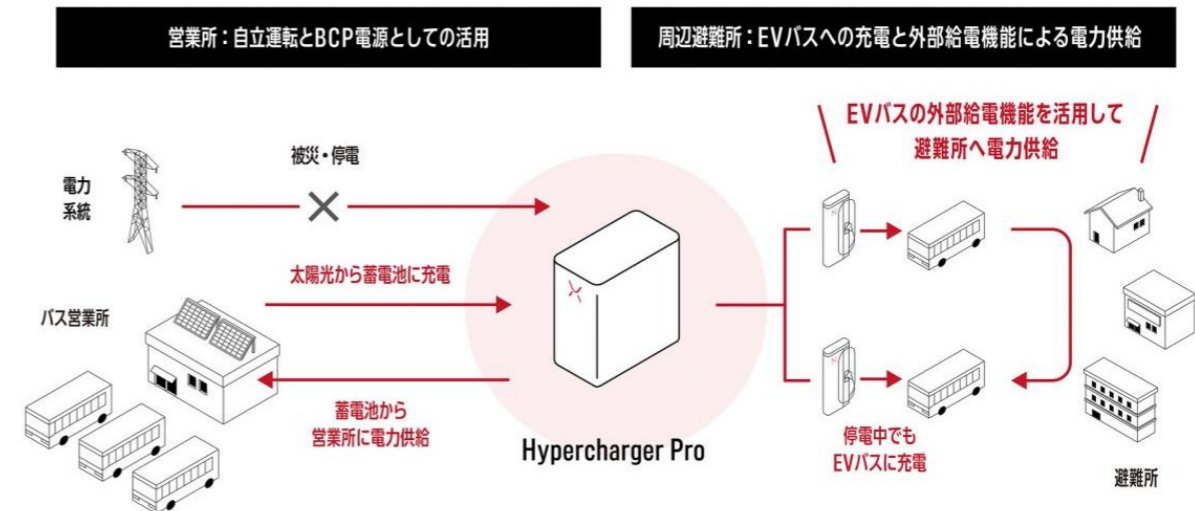 営業所：自立運転とBCP電源としての活用
周辺避難所：EVバスへの充電と外部給電機能による電力供給
EVバスの外部給電機能を活用して
避難所へ電力供給
被災・停電
電力
系統
太陽光から蓄電池に充電
バス営業所
蓄電池から
営業所に電力供給
Hypercharger Pro
停電中でも
EVバスに充電
避難所